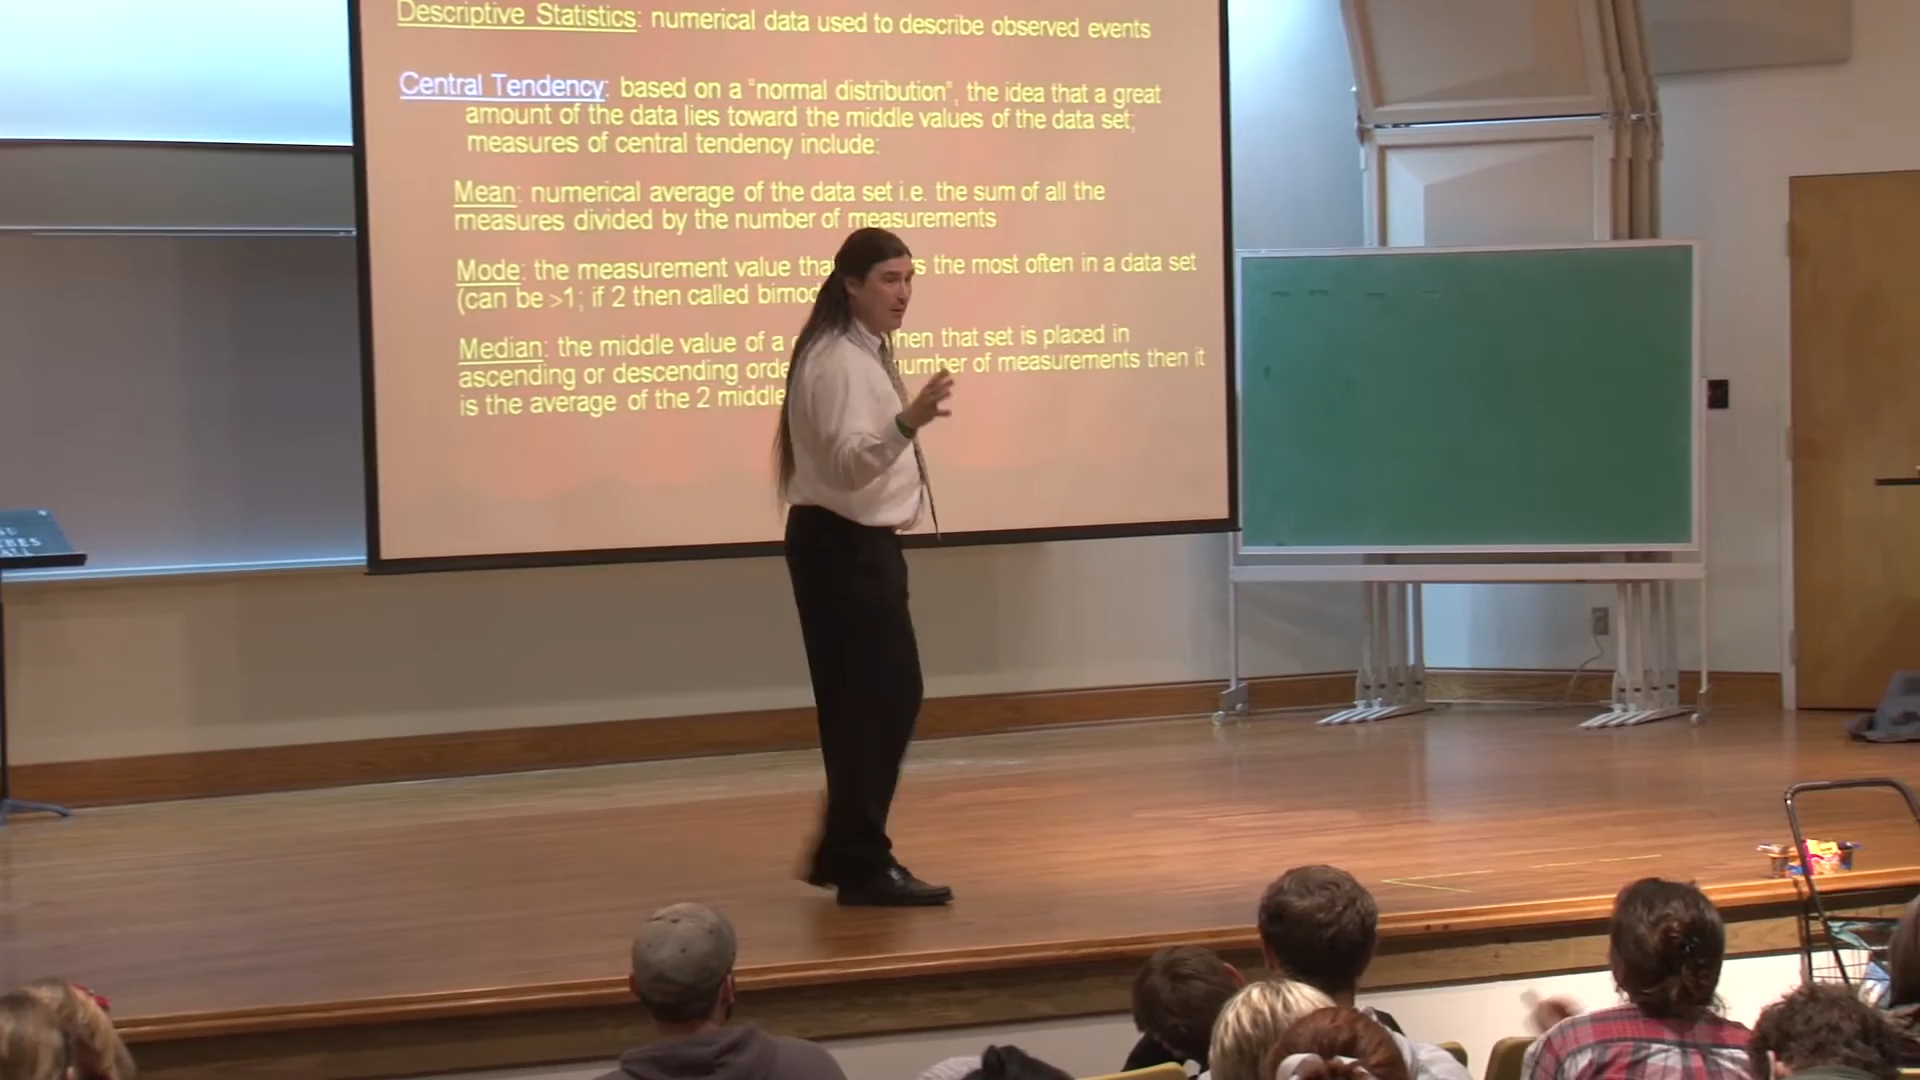 Descriptive Statistics: numerical data used to describe observed events
Central Tendency: based on a "normal distribution", the idea that a great
amount of the data lies toward the middle values of the data set;
measures of central tendency include:
Mean: numerical average of the data set i.e. the sum of all the
measures divided by the number of measurements
Mode: the measurement value the most often in a data set
(can be >1; if 2 then called
Median: the middle value of a that set is placed in
ascending or descending of measurements then it
is the average of the 2 middle